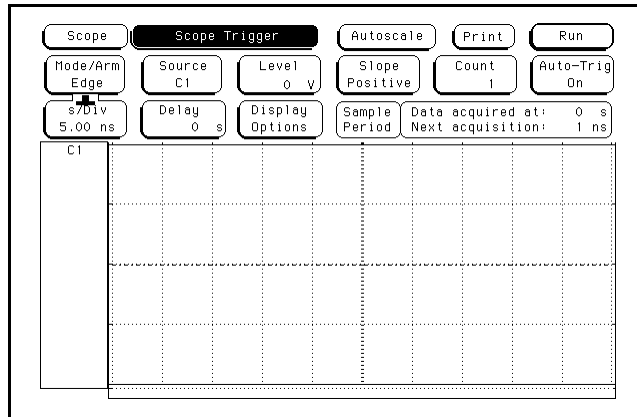 Scope Scope Trigger Autoscale Print Run
Mode/Arm Source Level Slope Count Auto-Trig
Edge C1 0 V Positive 1 On
s/Div Delay Display Sample Data acquired at: 0 s
5.00 ns 0 s Options Period Next acquisition: 1 ns
C1